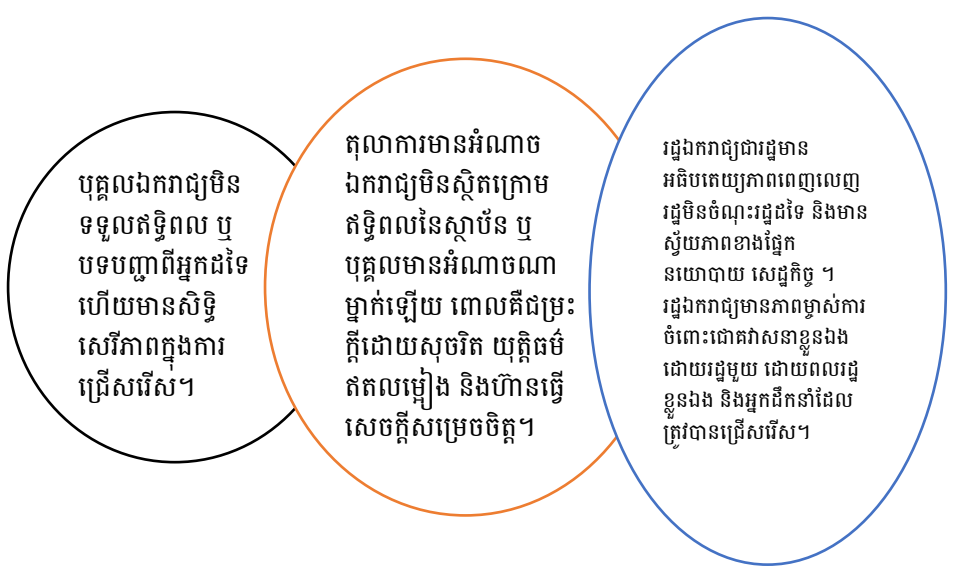 បុគ្គលឯករាជ្យមិន
ទទួលឥទ្ធិពល ឬ
បទបញ្ជាពីអ្នកដទៃ
ហើយមានសិទ្ធិ
សេរីភាពក្នុងការ
ជ្រើសរើស។
តុលាការមានអំណាច
ឯករាជ្យមិនស្ថិតក្រោម
ឥទ្ធិពលនៃស្ថាប័ន ឬ
បុគ្គលមានអំណាចណា
ម្នាក់ឡើយ ពោលគឺជម្រះ
ក្តីដោយសុចរិត យុត្តិធម៌
ឥតលម្អៀង និងហ៊ានធ្វើ
សេចក្តីសម្រេចចិត្ត។
រដ្ឋឯករាជ្យជារដ្ឋមាន
អធិបតេយ្យភាពពេញលេញ
រដ្ឋមិនចំណុះរដ្ឋដទៃ និងមាន
ស្វ័យភាពខាងផ្នែក
នយោបាយ សេដ្ឋកិច្ច ។
រដ្ឋឯករាជ្យមានភាពម្ចាស់ការ
ចំពោះជោគវាសនាខ្លួនឯង
ដោយរដ្ឋមួយ ដោយពលរដ្ឋ
ខ្លួនឯង និងអ្នកដឹកនាំដែល
ត្រូវបានជ្រើសរើស។